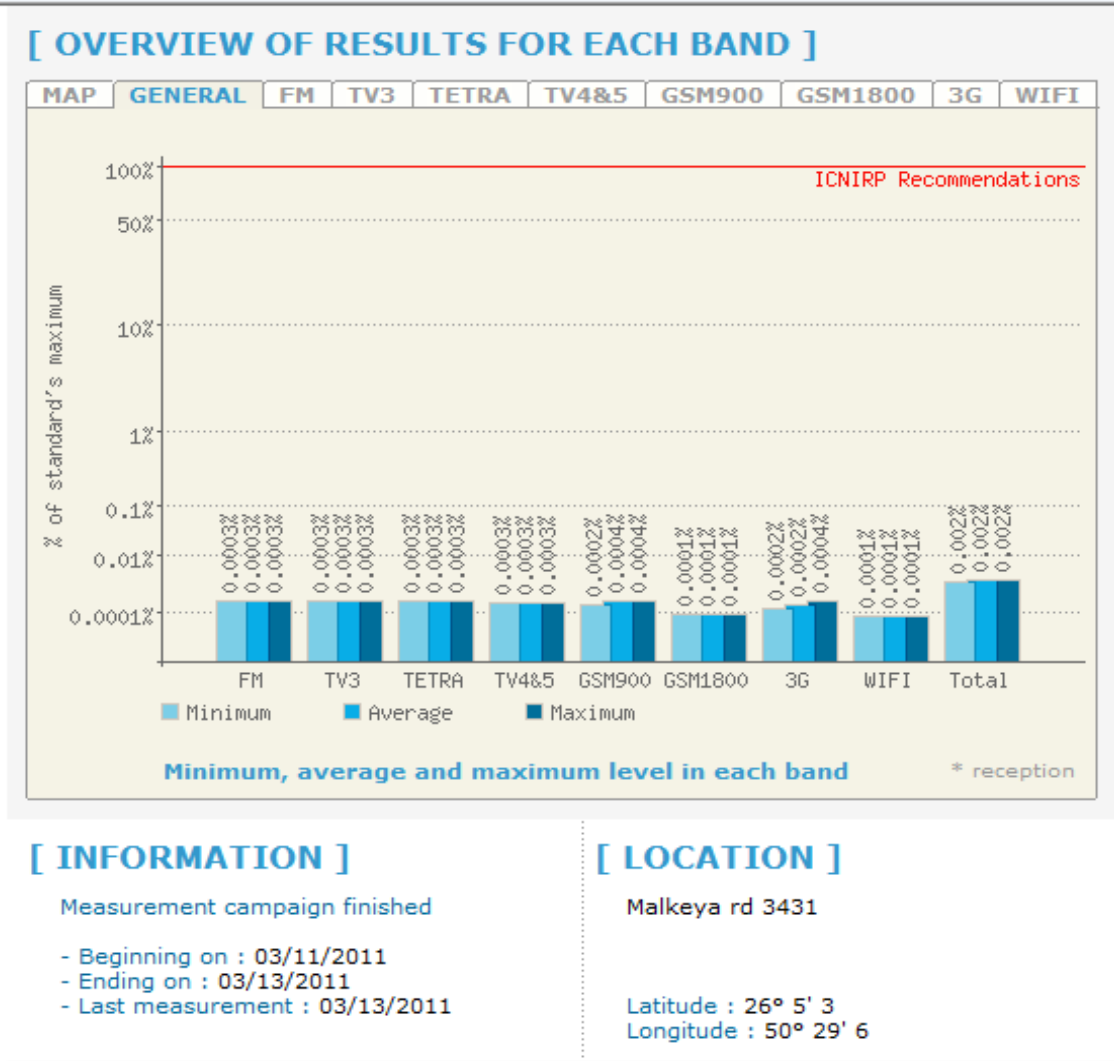 [ OVERVIEW OF RESULTS FOR EACH BAND ]
MAP GENERAL FM TV3 TETRA TV4&5 GSM900 GSM1800 3G WIFI
100%
ICNIRP Recommendations
50%
10%
1%
0.1%
0.01%
0.0001%
% of standard's maximum
0.0003% 0.0003% 0.0003% 0.0003% 0.0003% 0.0003% 0.0003% 0.0003% 0.0003% 0.0003% 0.0003% 0.0003% 0.0002% 0.0004% 0.0004% 0.0001% 0.0001% 0.0001% 0.0002% 0.0002% 0.0004% 0.0001% 0.0001% 0.0001% 0.002% 0.002% 0.002%
FM TV3 TETRA TV4&5 GSM900 GSM1800 3G WIFI Total
Minimum Average Maximum
Minimum, average and maximum level in each band * reception
[ INFORMATION ]
Measurement campaign finished
- Beginning on : 03/11/2011
- Ending on : 03/13/2011
- Last measurement : 03/13/2011
[ LOCATION ]
Malkeya rd 3431
Latitude : 26º 5' 3
Longitude : 50º 29' 6